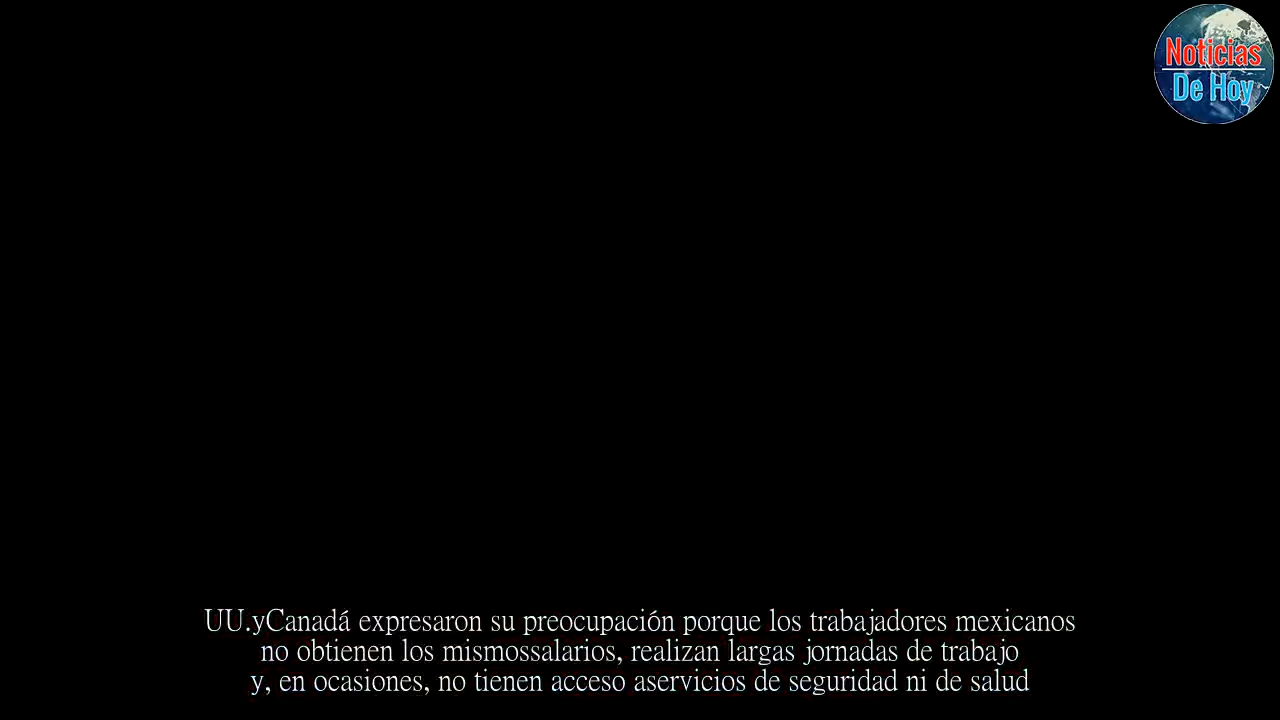 Noticias
De Hoy
UU.yCanadá expresaron su preocupación porque los trabajadores mexicanos
no obtienen los mismossalarios, realizan largas jornadas de trabajo
y, en ocasiones, no tienen acceso aservicios de seguridad ni de salud